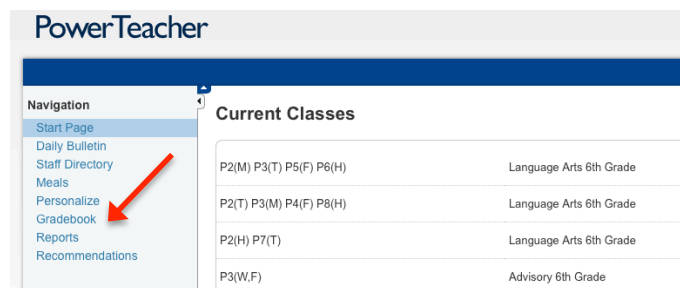 PowerTeacher
Navigation
Start Page
Daily Bulletin
Staff Directory
Meals
Personalize
Gradebook
Reports
Recommendations
Current Classes
P2(M) P3(T) P5(F) P6(H) Language Arts 6th Grade
P2(T) P3(M) P4(F) P8(H) Language Arts 6th Grade
P2(H) P7(T) Language Arts 6th Grade
P3(W,F) Advisory 6th Grade